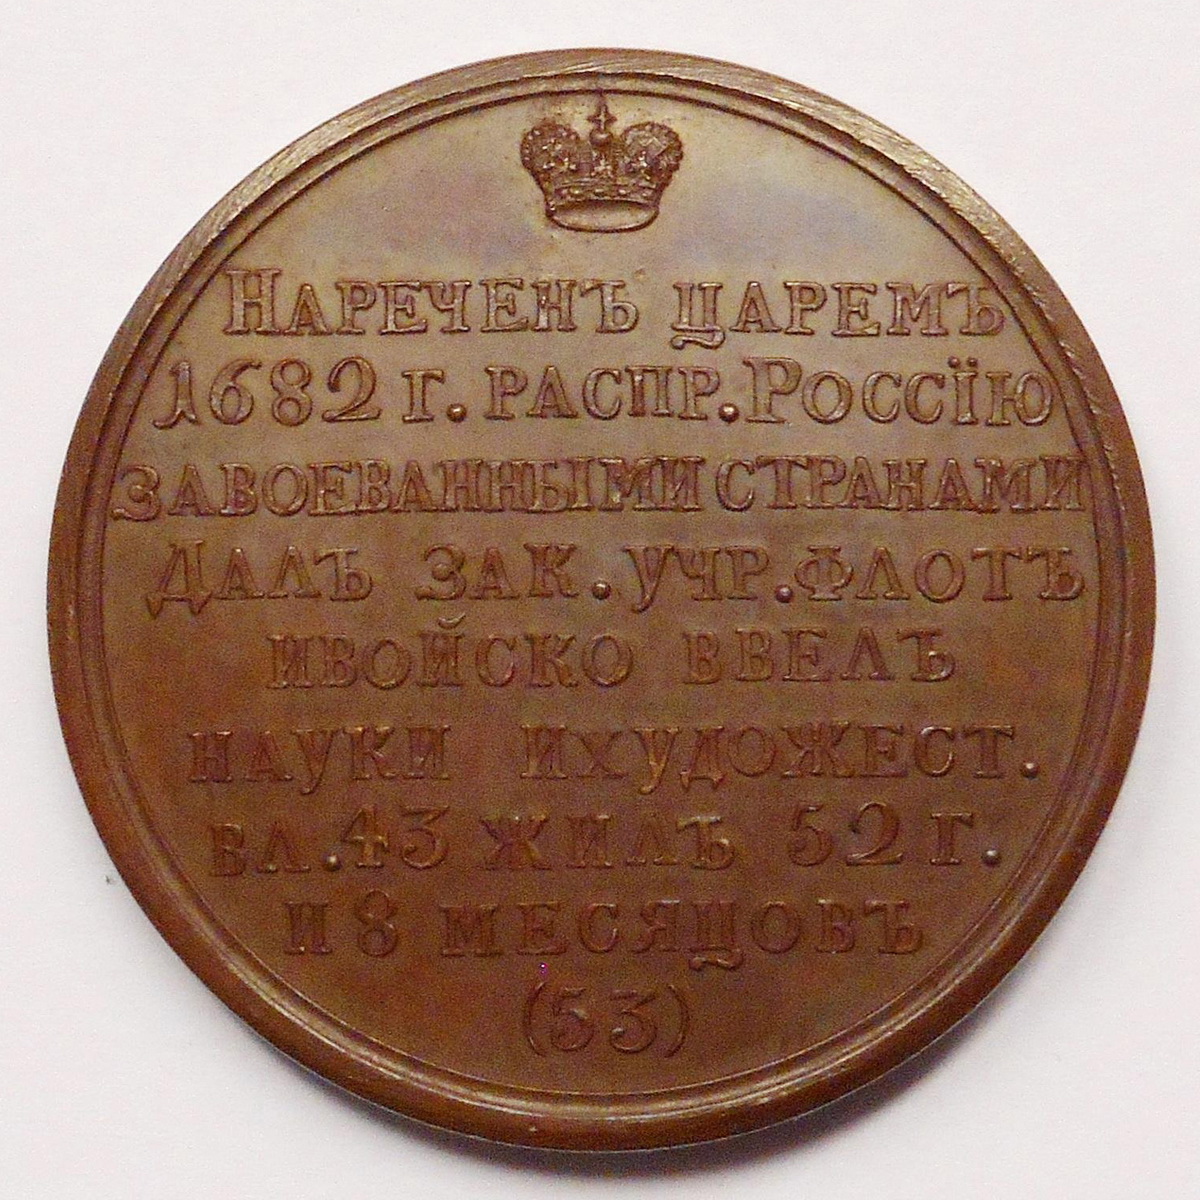 Нареченъ царемъ
1682 г. распр. Россїю
завоеванными странами
Далъ зак. учр. флотъ
ивойско ввелъ
науки ихудожест.
вл. 43 жилъ 52 г.
и 8 месяцовъ
(53)